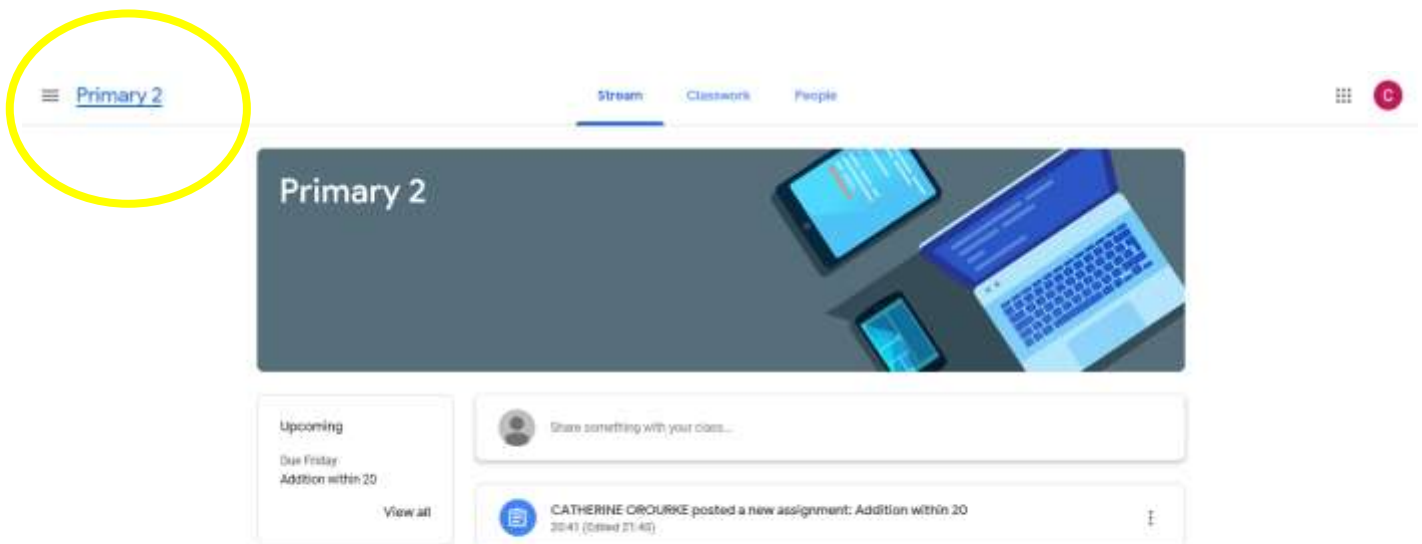 Primary 2
Stream Classwork People
C
Primary 2
Upcoming
Due Friday
Addition within 20
View all
Share something with your class...
CATHERINE OROURKE posted a new assignment: Addition within 20
20:41 (Edited 21:45)